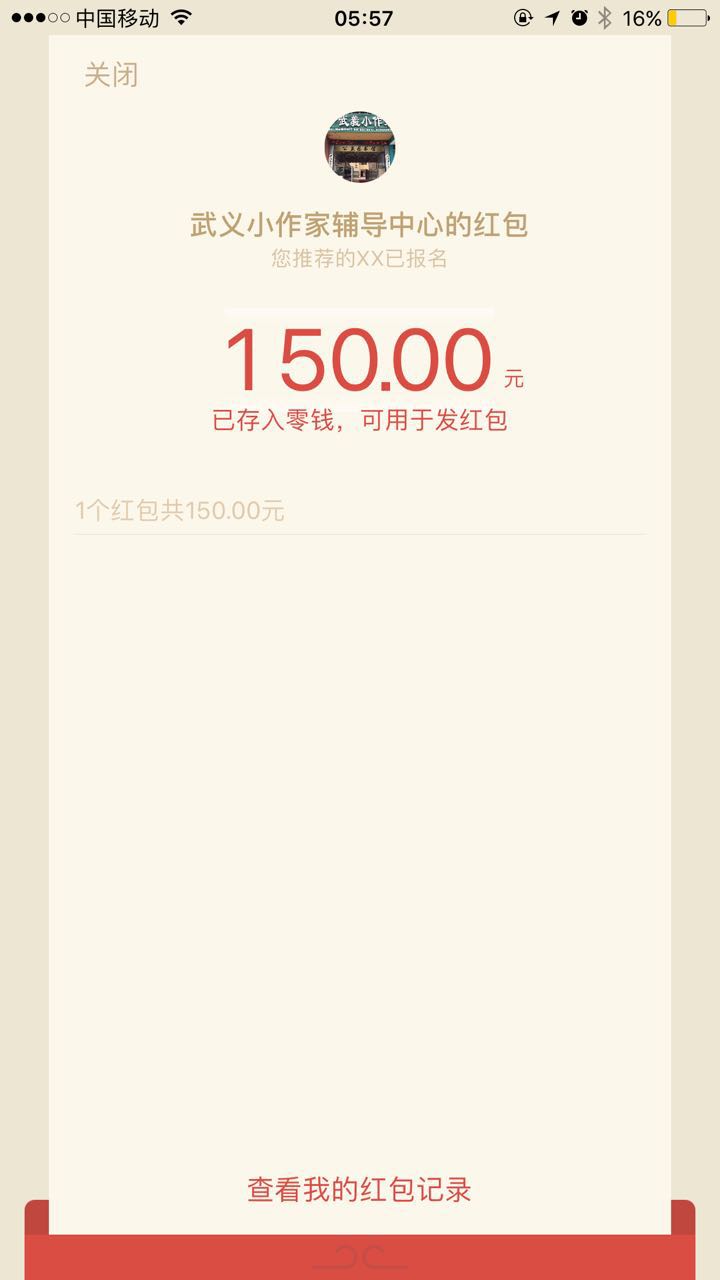 中国移动
05:57
16%
关闭
武义小作
武义小作家辅导中心的红包
您推荐的XX已报名
150.00 元
已存入零钱，可用于发红包
1个红包共150.00元
查看我的红包记录